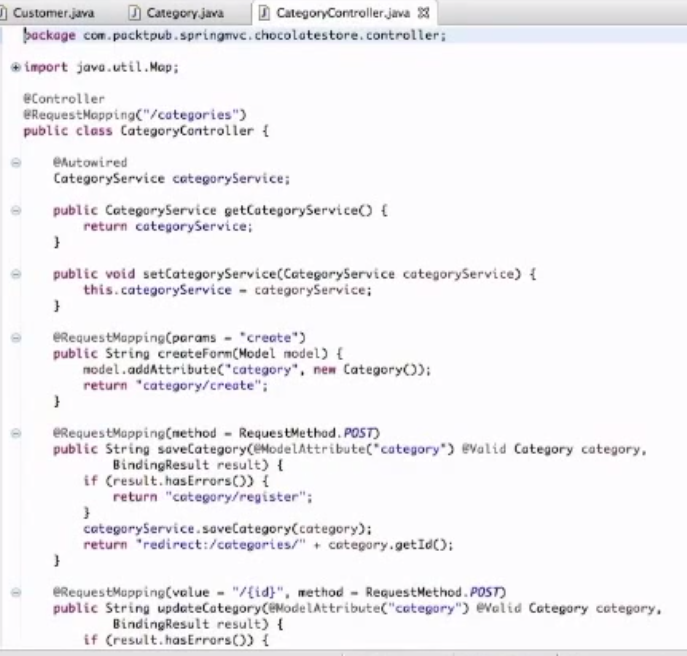 Customer.java Category.java CategoryController.java
package com.packtpub.springmvc.chocolatestore.controller;
import java.util.Map;
@Controller
@RequestMapping("/categories")
public class CategoryController {
@Autowired
CategoryService categoryService;
public CategoryService getCategoryService() {
return categoryService;
}
public void setCategoryService(CategoryService categoryService) {
this.categoryService = categoryService;
}
@RequestMapping(params = "create")
public String createForm(Model model) {
model.addAttribute("category", new Category());
return "category/create";
}
@RequestMapping(method = RequestMethod.POST)
public String saveCategory(@ModelAttribute("category") @Valid Category category,
BindingResult result) {
if (result.hasErrors()) {
return "category/register";
}
categoryService.saveCategory(category);
return "redirect:/categories/" + category.getId();
}
@RequestMapping(value = "/{id}", method = RequestMethod.POST)
public String updateCategory(@ModelAttribute("category") @Valid Category category,
BindingResult result) {
if (result.hasErrors()) {